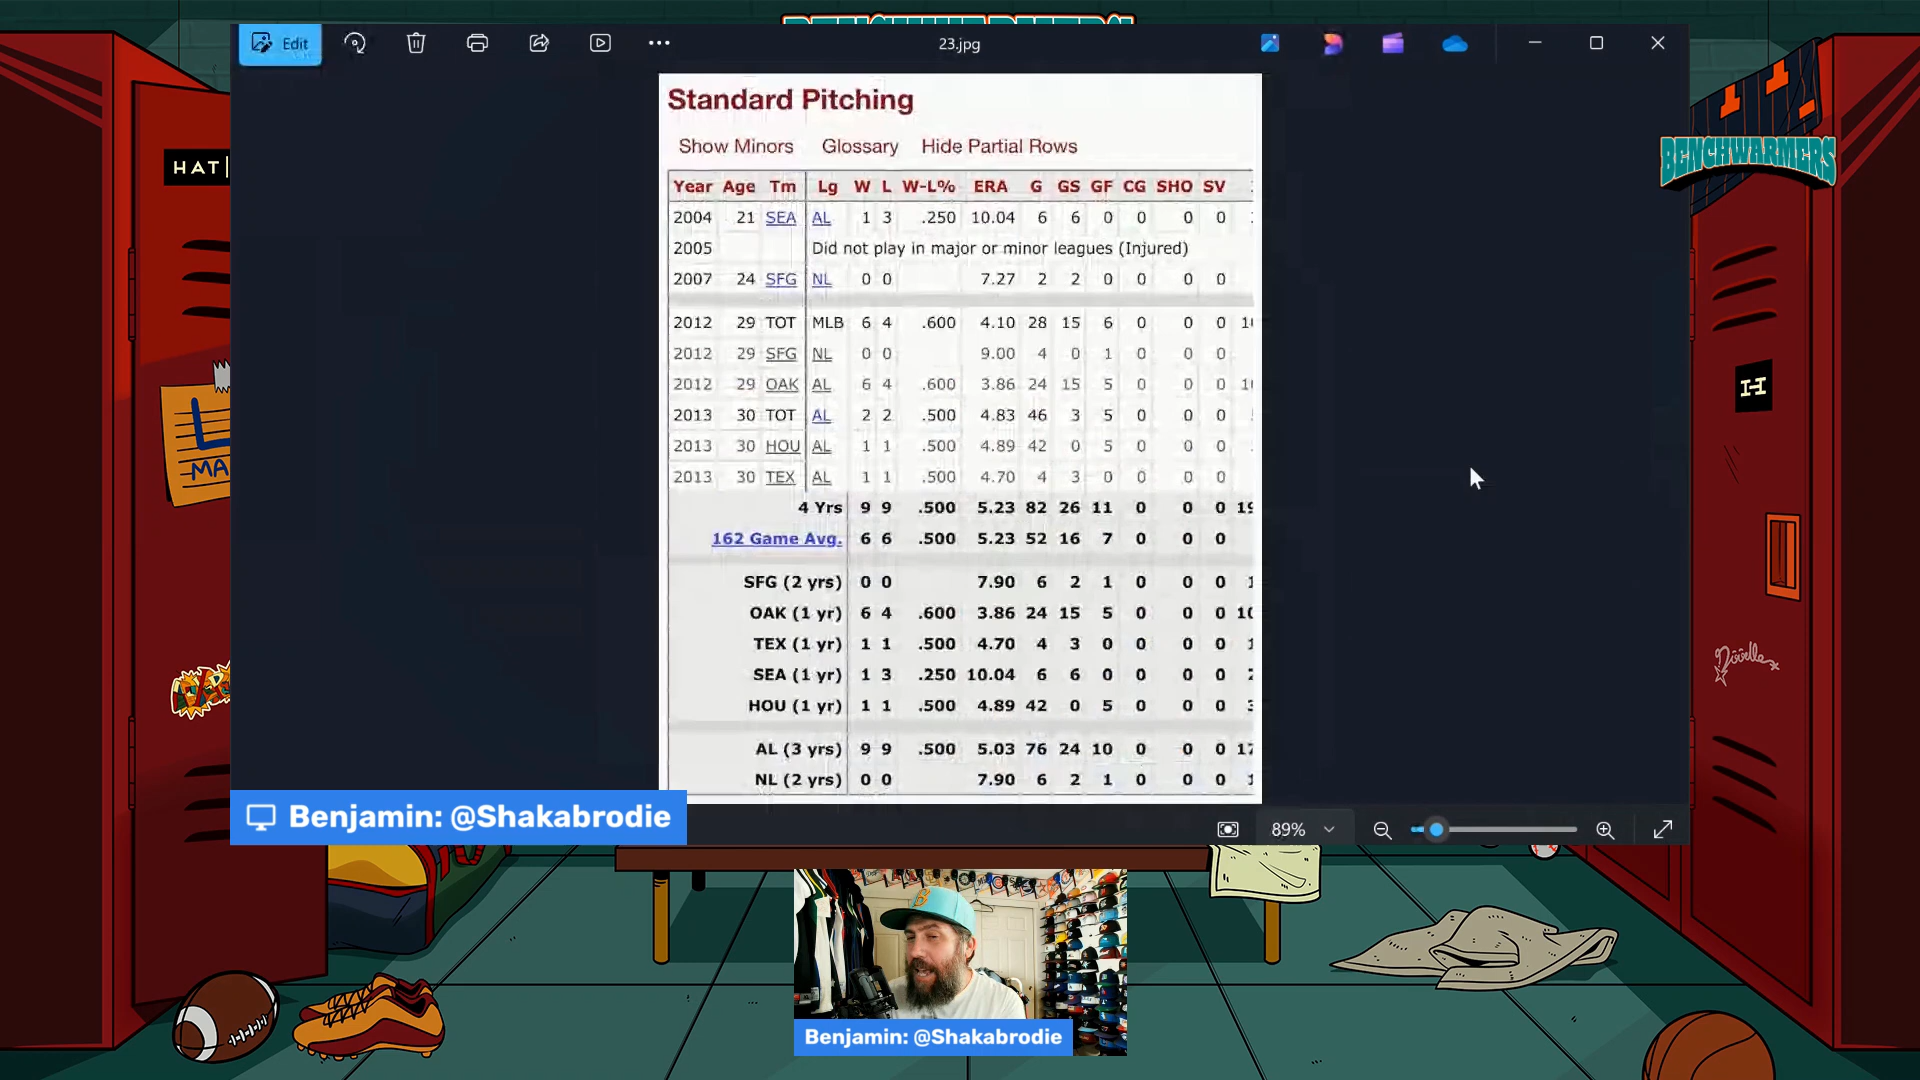 Edit
23.jpg
Standard Pitching
Show Minors Glossary Hide Partial Rows
Year Age Tm Lg W L W-L% ERA G GS GF CG SHO SV
2004 21 SEA AL 1 3 .250 10.04 6 6 0 0 0 0
2005 Did not play in major or minor leagues (Injured)
2007 24 SFG NL 0 0 7.27 2 2 0 0 0 0
2012 29 TOT MLB 6 4 .600 4.10 28 15 6 0 0 0
2012 29 SFG NL 0 0 9.00 4 0 1 0 0 0
2012 29 OAK AL 6 4 .600 3.86 24 15 5 0 0 0
2013 30 TOT AL 2 2 .500 4.83 46 3 5 0 0 0
2013 30 HOU AL 1 1 .500 4.89 42 0 5 0 0 0
2013 30 TEX AL 1 1 .500 4.70 4 3 0 0 0 0
4 Yrs 9 9 .500 5.23 82 26 11 0 0 0
162 Game Avg. 6 6 .500 5.23 52 16 7 0 0 0
SFG (2 yrs) 0 0 7.90 6 2 1 0 0 0
OAK (1 yr) 6 4 .600 3.86 24 15 5 0 0 0
TEX (1 yr) 1 1 .500 4.70 4 3 0 0 0 0
SEA (1 yr) 1 3 .250 10.04 6 6 0 0 0 0
HOU (1 yr) 1 1 .500 4.89 42 0 5 0 0 0
AL (3 yrs) 9 9 .500 5.03 76 24 10 0 0 0
NL (2 yrs) 0 0 7.90 6 2 1 0 0 0
89%
Benjamin: @Shakabrodie
Benjamin: @Shakabrodie
HAT
MA
BENCHWARMERS
H